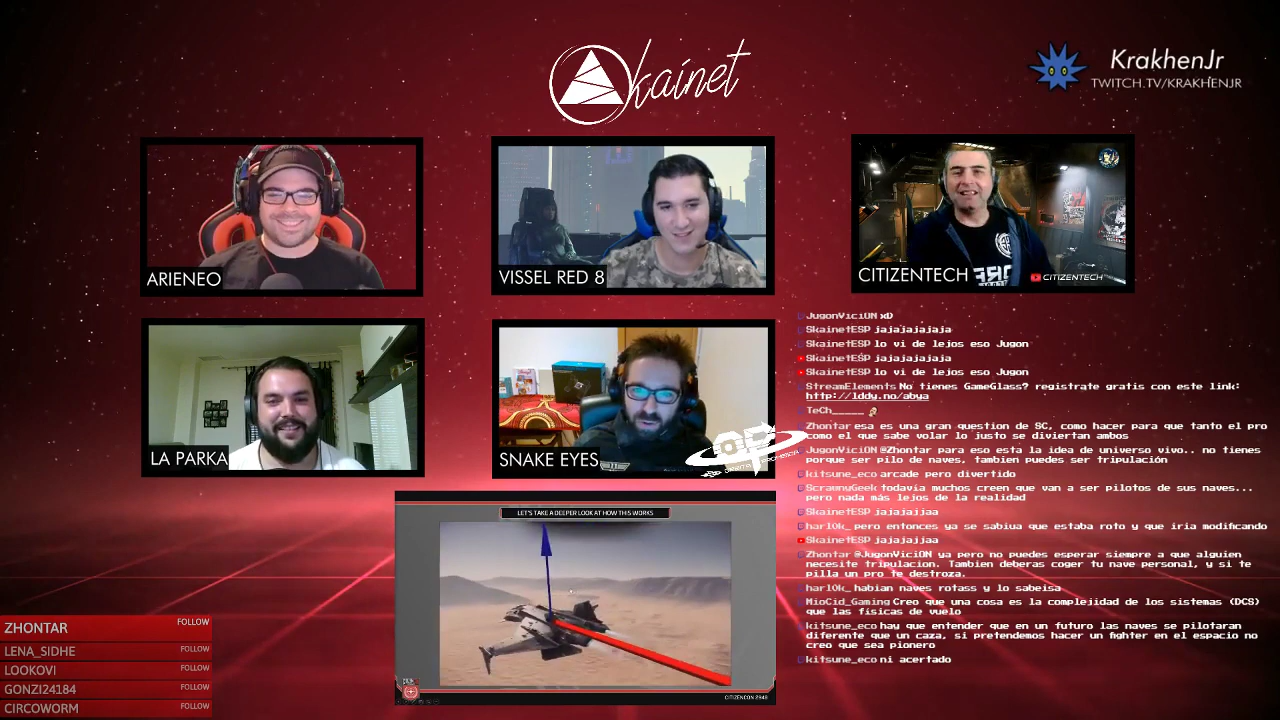 kainet
KrakhenJr
TWITCH.TV/KRAKHENJR
ARIENEO
VISSEL RED 8
CITIZENTECH
CITIZENTECH
LA PARKA
SNAKE EYES
JugonViciON xD
SkainetESP jajajajajaja
SkainetESP lo vi de lejos eso Jugon
SkainetESP jajajajajaja
SkainetESP lo vi de lejos eso Jugon
StreamElements No tienes GameGlass? registrate gratis con este link:
http://lddy.no/abya
TeCh_____
Zhontar esa es una gran question de SC, como hacer para que tanto el pro
como el que sabe volar lo justo se diviertan ambos
JugonViciON @Zhontar para eso esta la idea de universo vivo.. no tienes
porque ser pilo de naves, tambien puedes ser tripulación
kitsune_eco arcade pero divertido
ScrawnyGeek todavía muchos creen que van a ser pilotos de sus naves...
pero nada más lejos de la realidad
SkainetESP jajajajjaa
harl0k_ pero entonces ya se sabiua que estaba roto y que iria modificando
SkainetESP jajajajjaa
Zhontar @JugonViciON ya pero no puedes esperar siempre a que alguien
necesite tripulacion. Tambien deberas coger tu nave personal, y si te
pilla un pro te destroza.
harl0k_ habian naves rotass y lo sabeisa
MioCid_Gaming Creo que una cosa es la complejidad de los sistemas (DCS)
que las físicas de vuelo
kitsune_eco hay que entender que en un futuro las naves se pilotaran
diferente que un caza, si pretendemos hacer un fighter en el espacio no
creo que sea pionero
kitsune_eco ni acertado
LET'S TAKE A DEEPER LOOK AT HOW THIS WORKS
CITIZENCON 2948
ZHONTAR FOLLOW
LENA_SIDHE FOLLOW
LOOKOVI FOLLOW
GONZI24184 FOLLOW
CIRCOWORM FOLLOW